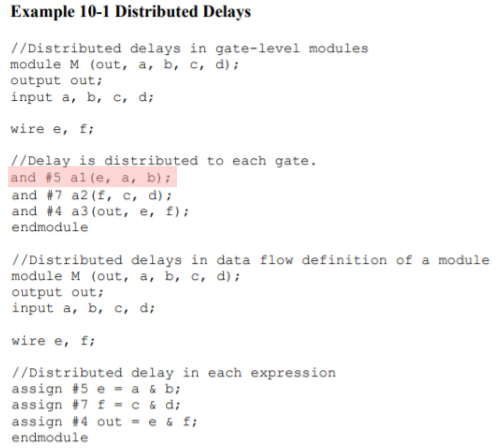 Example 10-1 Distributed Delays
//Distributed delays in gate-level modules
module M (out, a, b, c, d);
output out;
input a, b, c, d;
wire e, f;
//Delay is distributed to each gate.
and #5 a1(e, a, b);
and #7 a2(f, c, d);
and #4 a3(out, e, f);
endmodule
//Distributed delays in data flow definition of a module
module M (out, a, b, c, d);
output out;
input a, b, c, d;
wire e, f;
//Distributed delay in each expression
assign #5 e = a & b;
assign #7 f = c & d;
assign #4 out = e & f;
endmodule